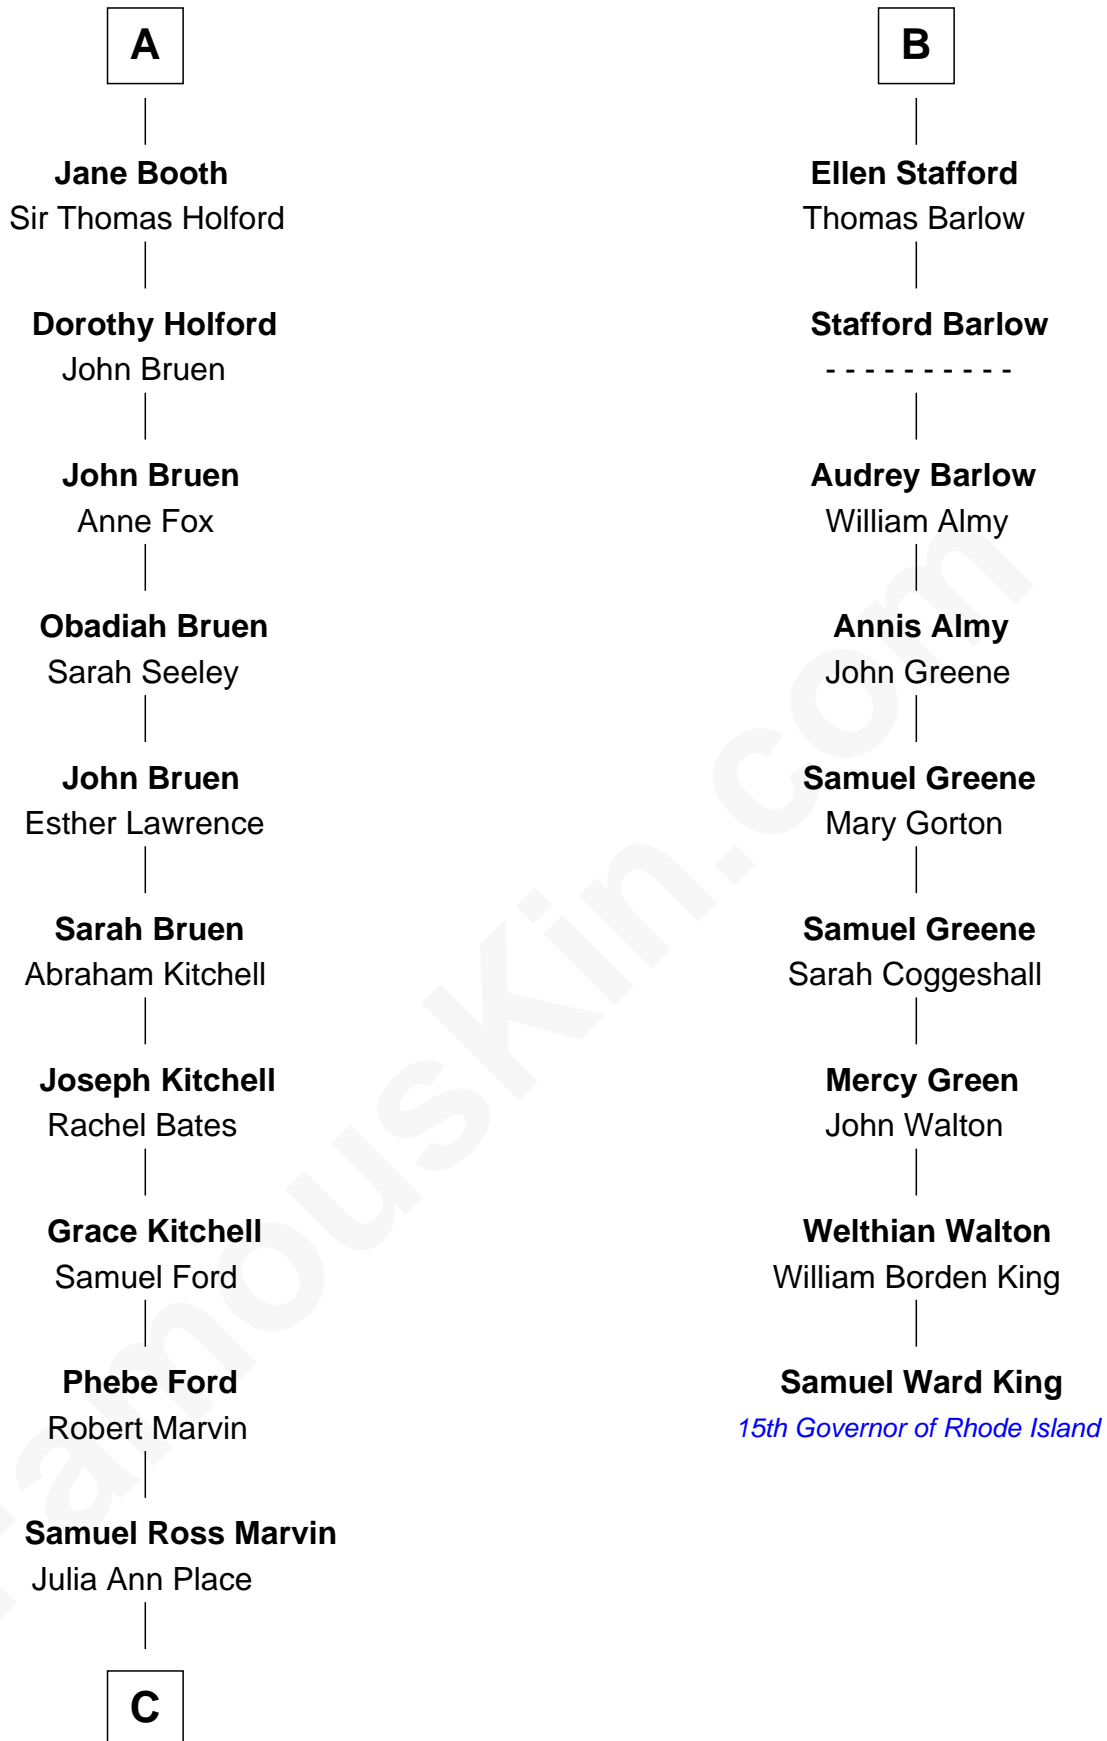 A
Jane Booth
Sir Thomas Holford
Dorothy Holford
John Bruen
John Bruen
Anne Fox
Obadiah Bruen
Sarah Seeley
John Bruen
Esther Lawrence
Sarah Bruen
Abraham Kitchell
Joseph Kitchell
Rachel Bates
Grace Kitchell
Samuel Ford
Phebe Ford
Robert Marvin
Samuel Ross Marvin
Julia Ann Place
C
B
Ellen Stafford
Thomas Barlow
Stafford Barlow
- - - - - - - - - -
Audrey Barlow
William Almy
Annis Almy
John Greene
Samuel Greene
Mary Gorton
Samuel Greene
Sarah Coggeshall
Mercy Green
John Walton
Welthian Walton
William Borden King
Samuel Ward King
15th Governor of Rhode Island
FamousKin.com